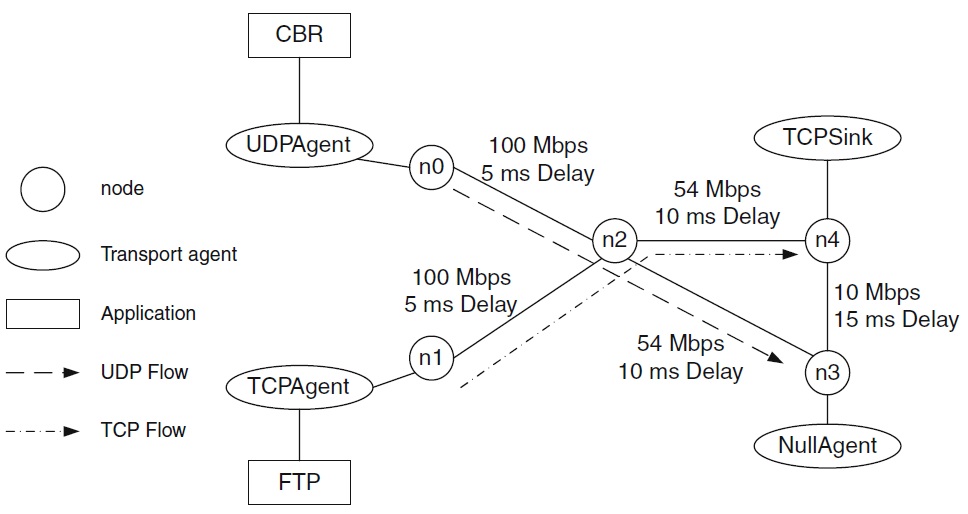 CBR
UDPAgent
n0
100 Mbps
5 ms Delay
TCPSink
54 Mbps
10 ms Delay
n2
n4
node
Transport agent
Application
UDP Flow
TCP Flow
100 Mbps
5 ms Delay
n1
10 Mbps
15 ms Delay
54 Mbps
10 ms Delay
n3
TCPAgent
NullAgent
FTP